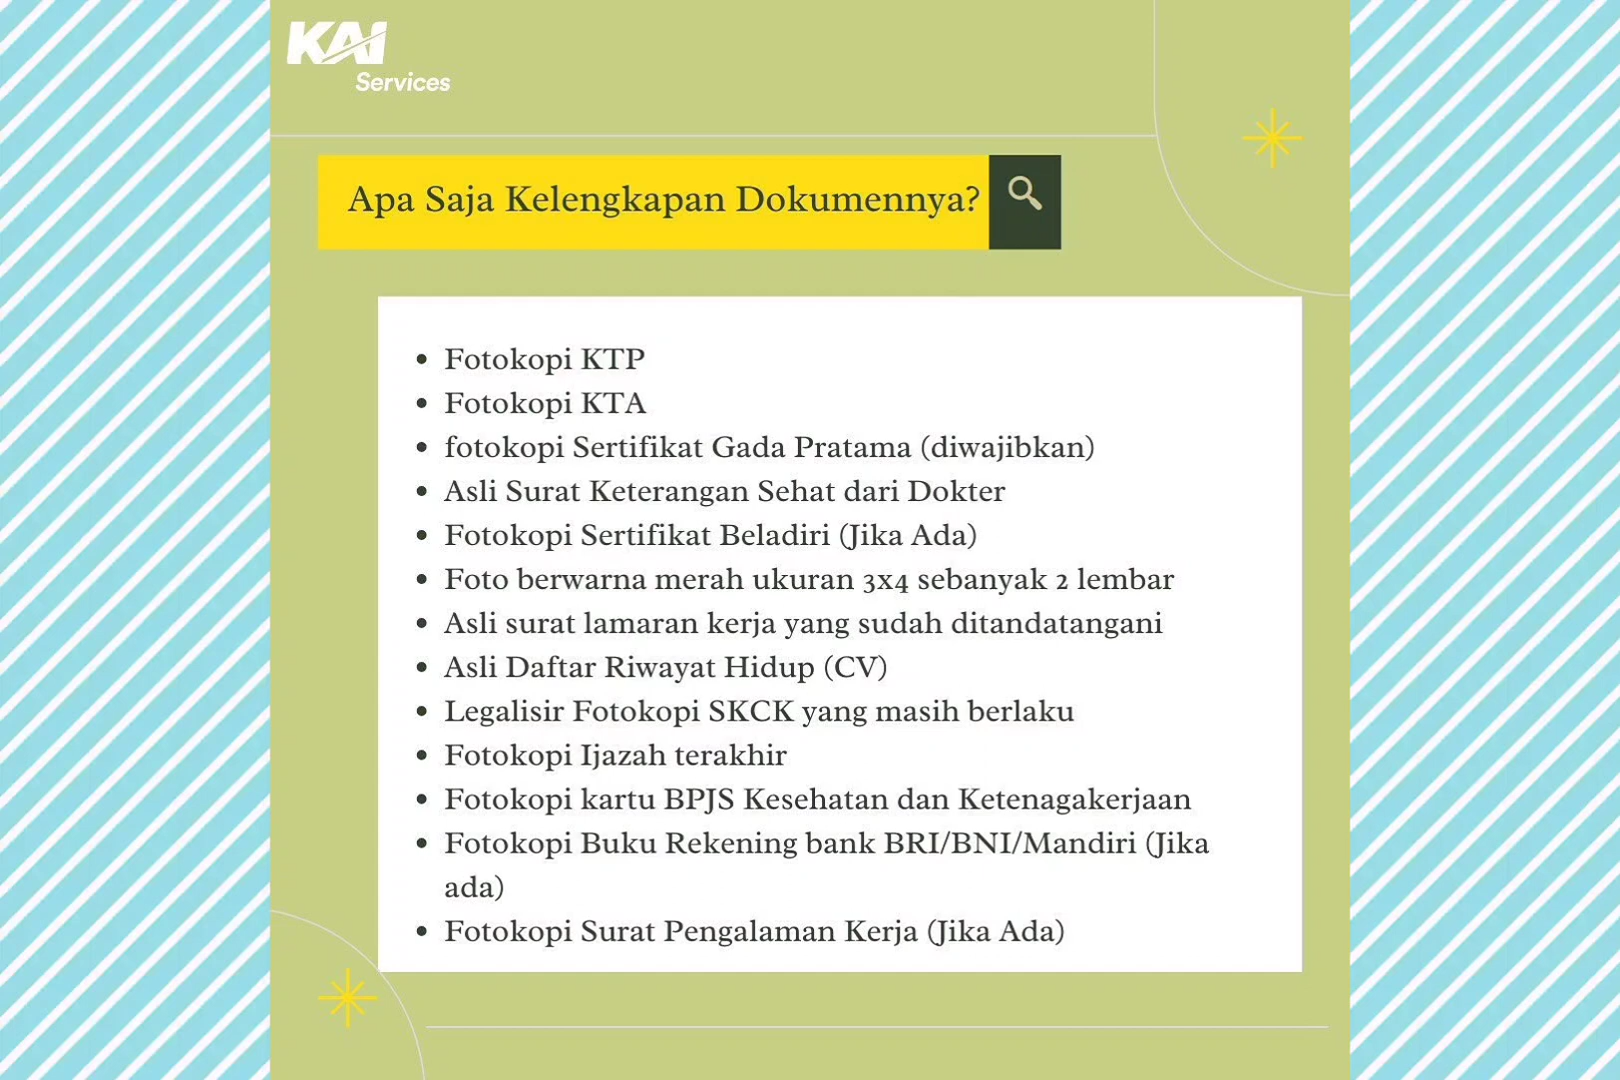 KAI
Services
Apa Saja Kelengkapan Dokumennya?
• Fotokopi KTP
• Fotokopi KTA
• fotokopi Sertifikat Gada Pratama (diwajibkan)
• Asli Surat Keterangan Sehat dari Dokter
• Fotokopi Sertifikat Beladiri (Jika Ada)
• Foto berwarna merah ukuran 3x4 sebanyak 2 lembar
• Asli surat lamaran kerja yang sudah ditandatangani
• Asli Daftar Riwayat Hidup (CV)
• Legalisir Fotokopi SKCK yang masih berlaku
• Fotokopi Ijazah terakhir
• Fotokopi kartu BPJS Kesehatan dan Ketenagakerjaan
• Fotokopi Buku Rekening bank BRI/BNI/Mandiri (Jika
ada)
• Fotokopi Surat Pengalaman Kerja (Jika Ada)